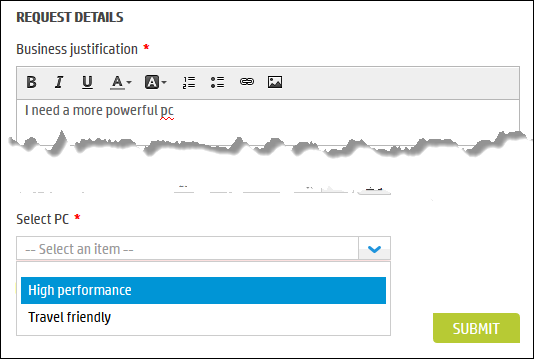 REQUEST DETAILS
Business justification *
B I U A A
I need a more powerful pc
Select PC *
-- Select an item --
High performance
Travel friendly
SUBMIT